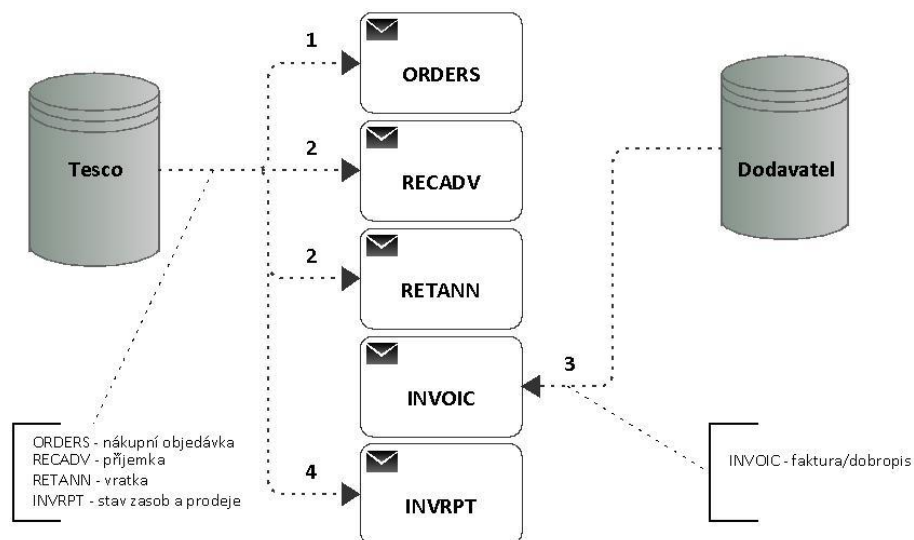 1
ORDERS
Tesco
2
RECADV
Dodavatel
2
RETANN
3
INVOIC
4
INVRPT
ORDERS - nákupní objedávka
RECADV - příjemka
RETANN - vratka
INVRPT - stav zasob a prodeje
INVOIC - faktura/dobropis